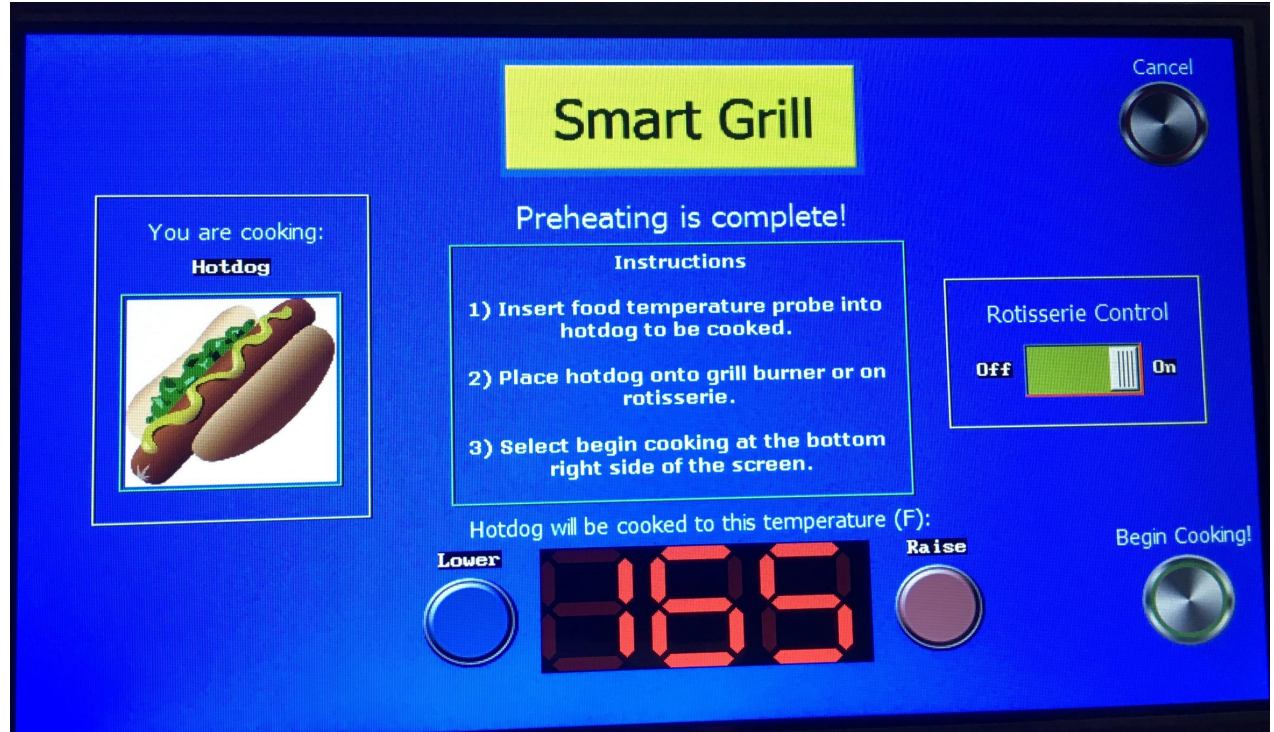 Smart Grill
Cancel
Preheating is complete!
You are cooking:
Hotdog
Instructions
1) Insert food temperature probe into
hotdog to be cooked.
2) Place hotdog onto grill burner or on
rotisserie.
3) Select begin cooking at the bottom
right side of the screen.
Rotisserie Control
Off
On
Hotdog will be cooked to this temperature (F):
Lower
165
Raise
Begin Cooking!